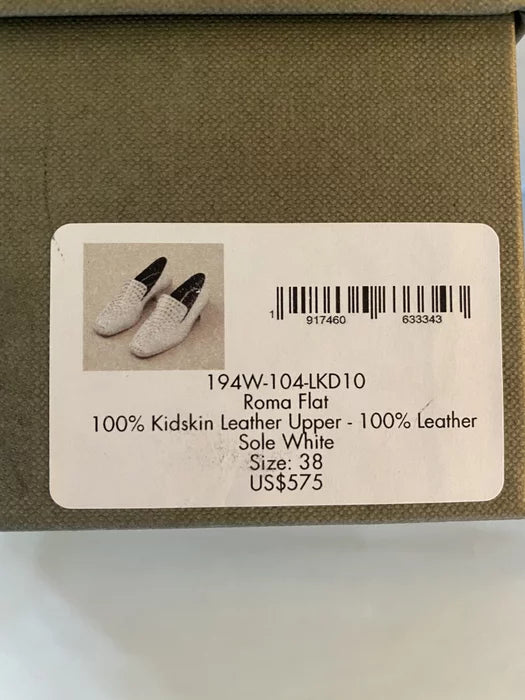 1 917460 633343
194W-104-LKD10
Roma Flat
100% Kidskin Leather Upper - 100% Leather
Sole White
Size: 38
US$575